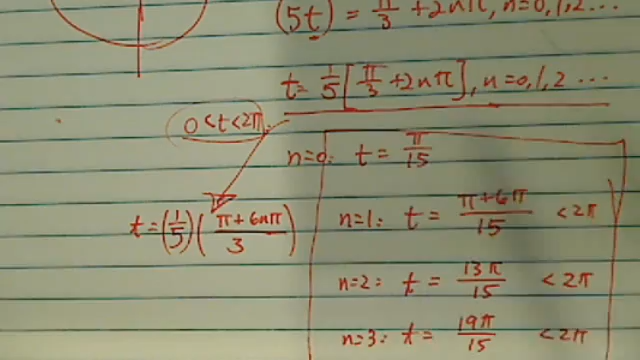 (5t) = π/3 + 2nπ, n=0,1,2...
t = 1/5 [π/3 + 2nπ], n=0,1,2...
0<t<2π
n=0: t = π/15
t = (1/5)((π+6nπ)/3)
n=1: t = (π+6π)/15 <2π
n=2: t = 13π/15 <2π
n=3: t = 19π/15 <2π